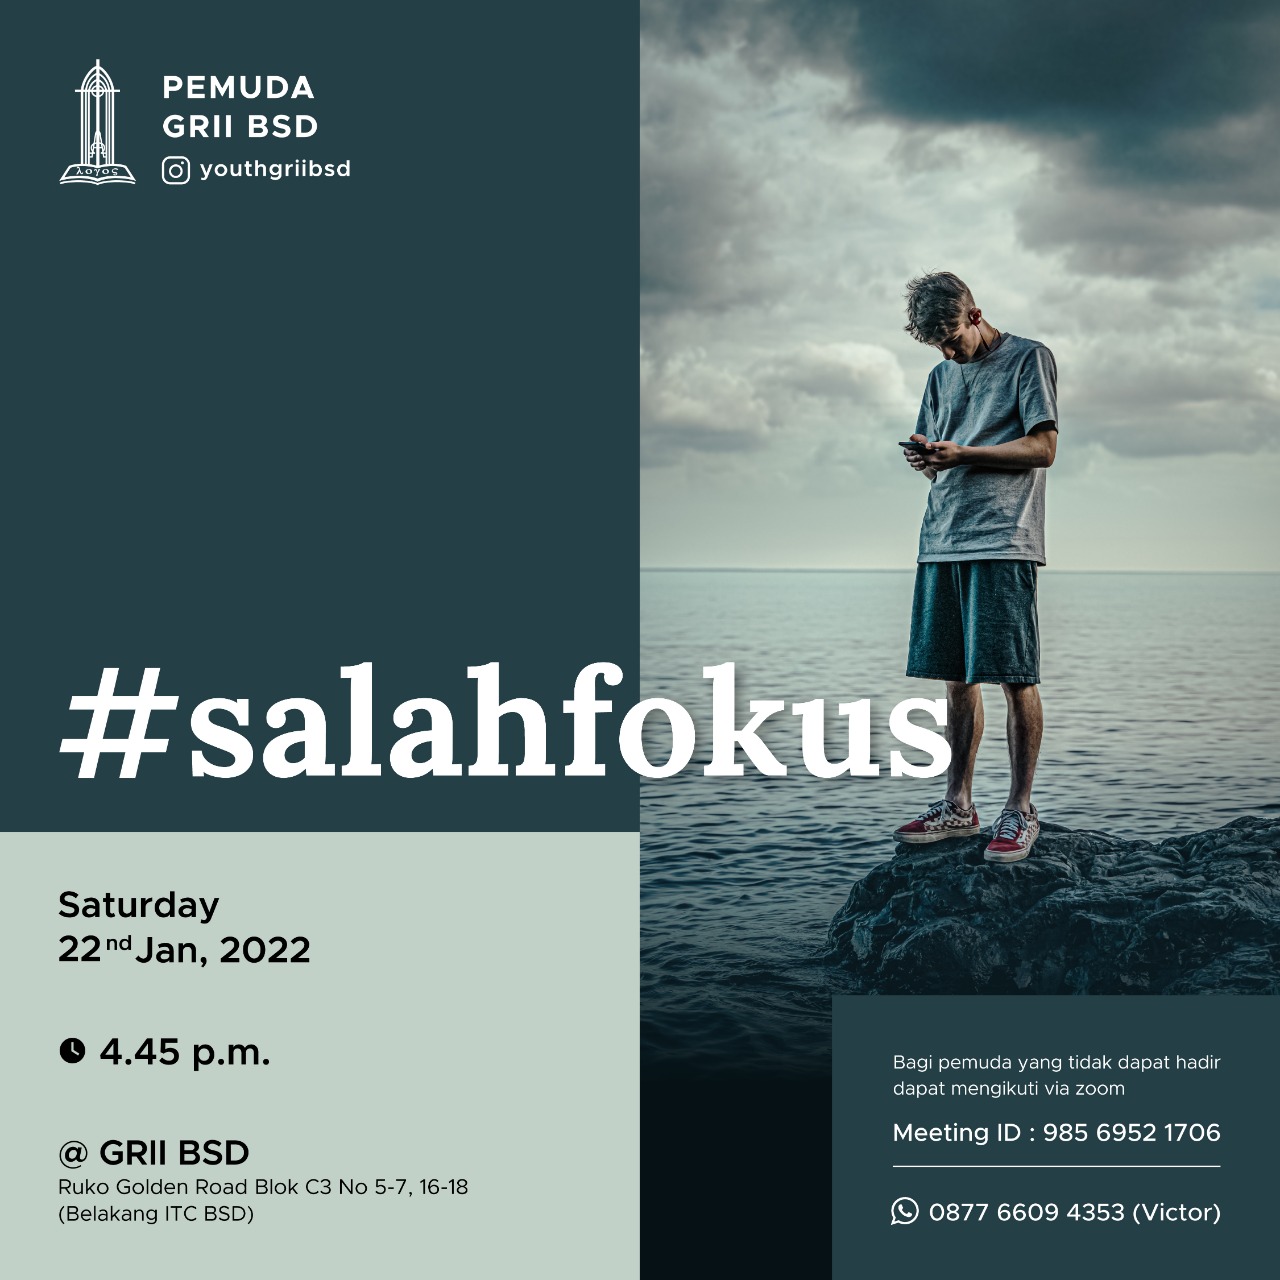 λογος
PEMUDA
GRII BSD
youthgriibsd
#salahfokus
Saturday
22nd Jan, 2022
4.45 p.m.
@ GRII BSD
Ruko Golden Road Blok C3 No 5-7, 16-18
(Belakang ITC BSD)
Bagi pemuda yang tidak dapat hadir
dapat mengikuti via zoom
Meeting ID : 985 6952 1706
0877 6609 4353 (Victor)